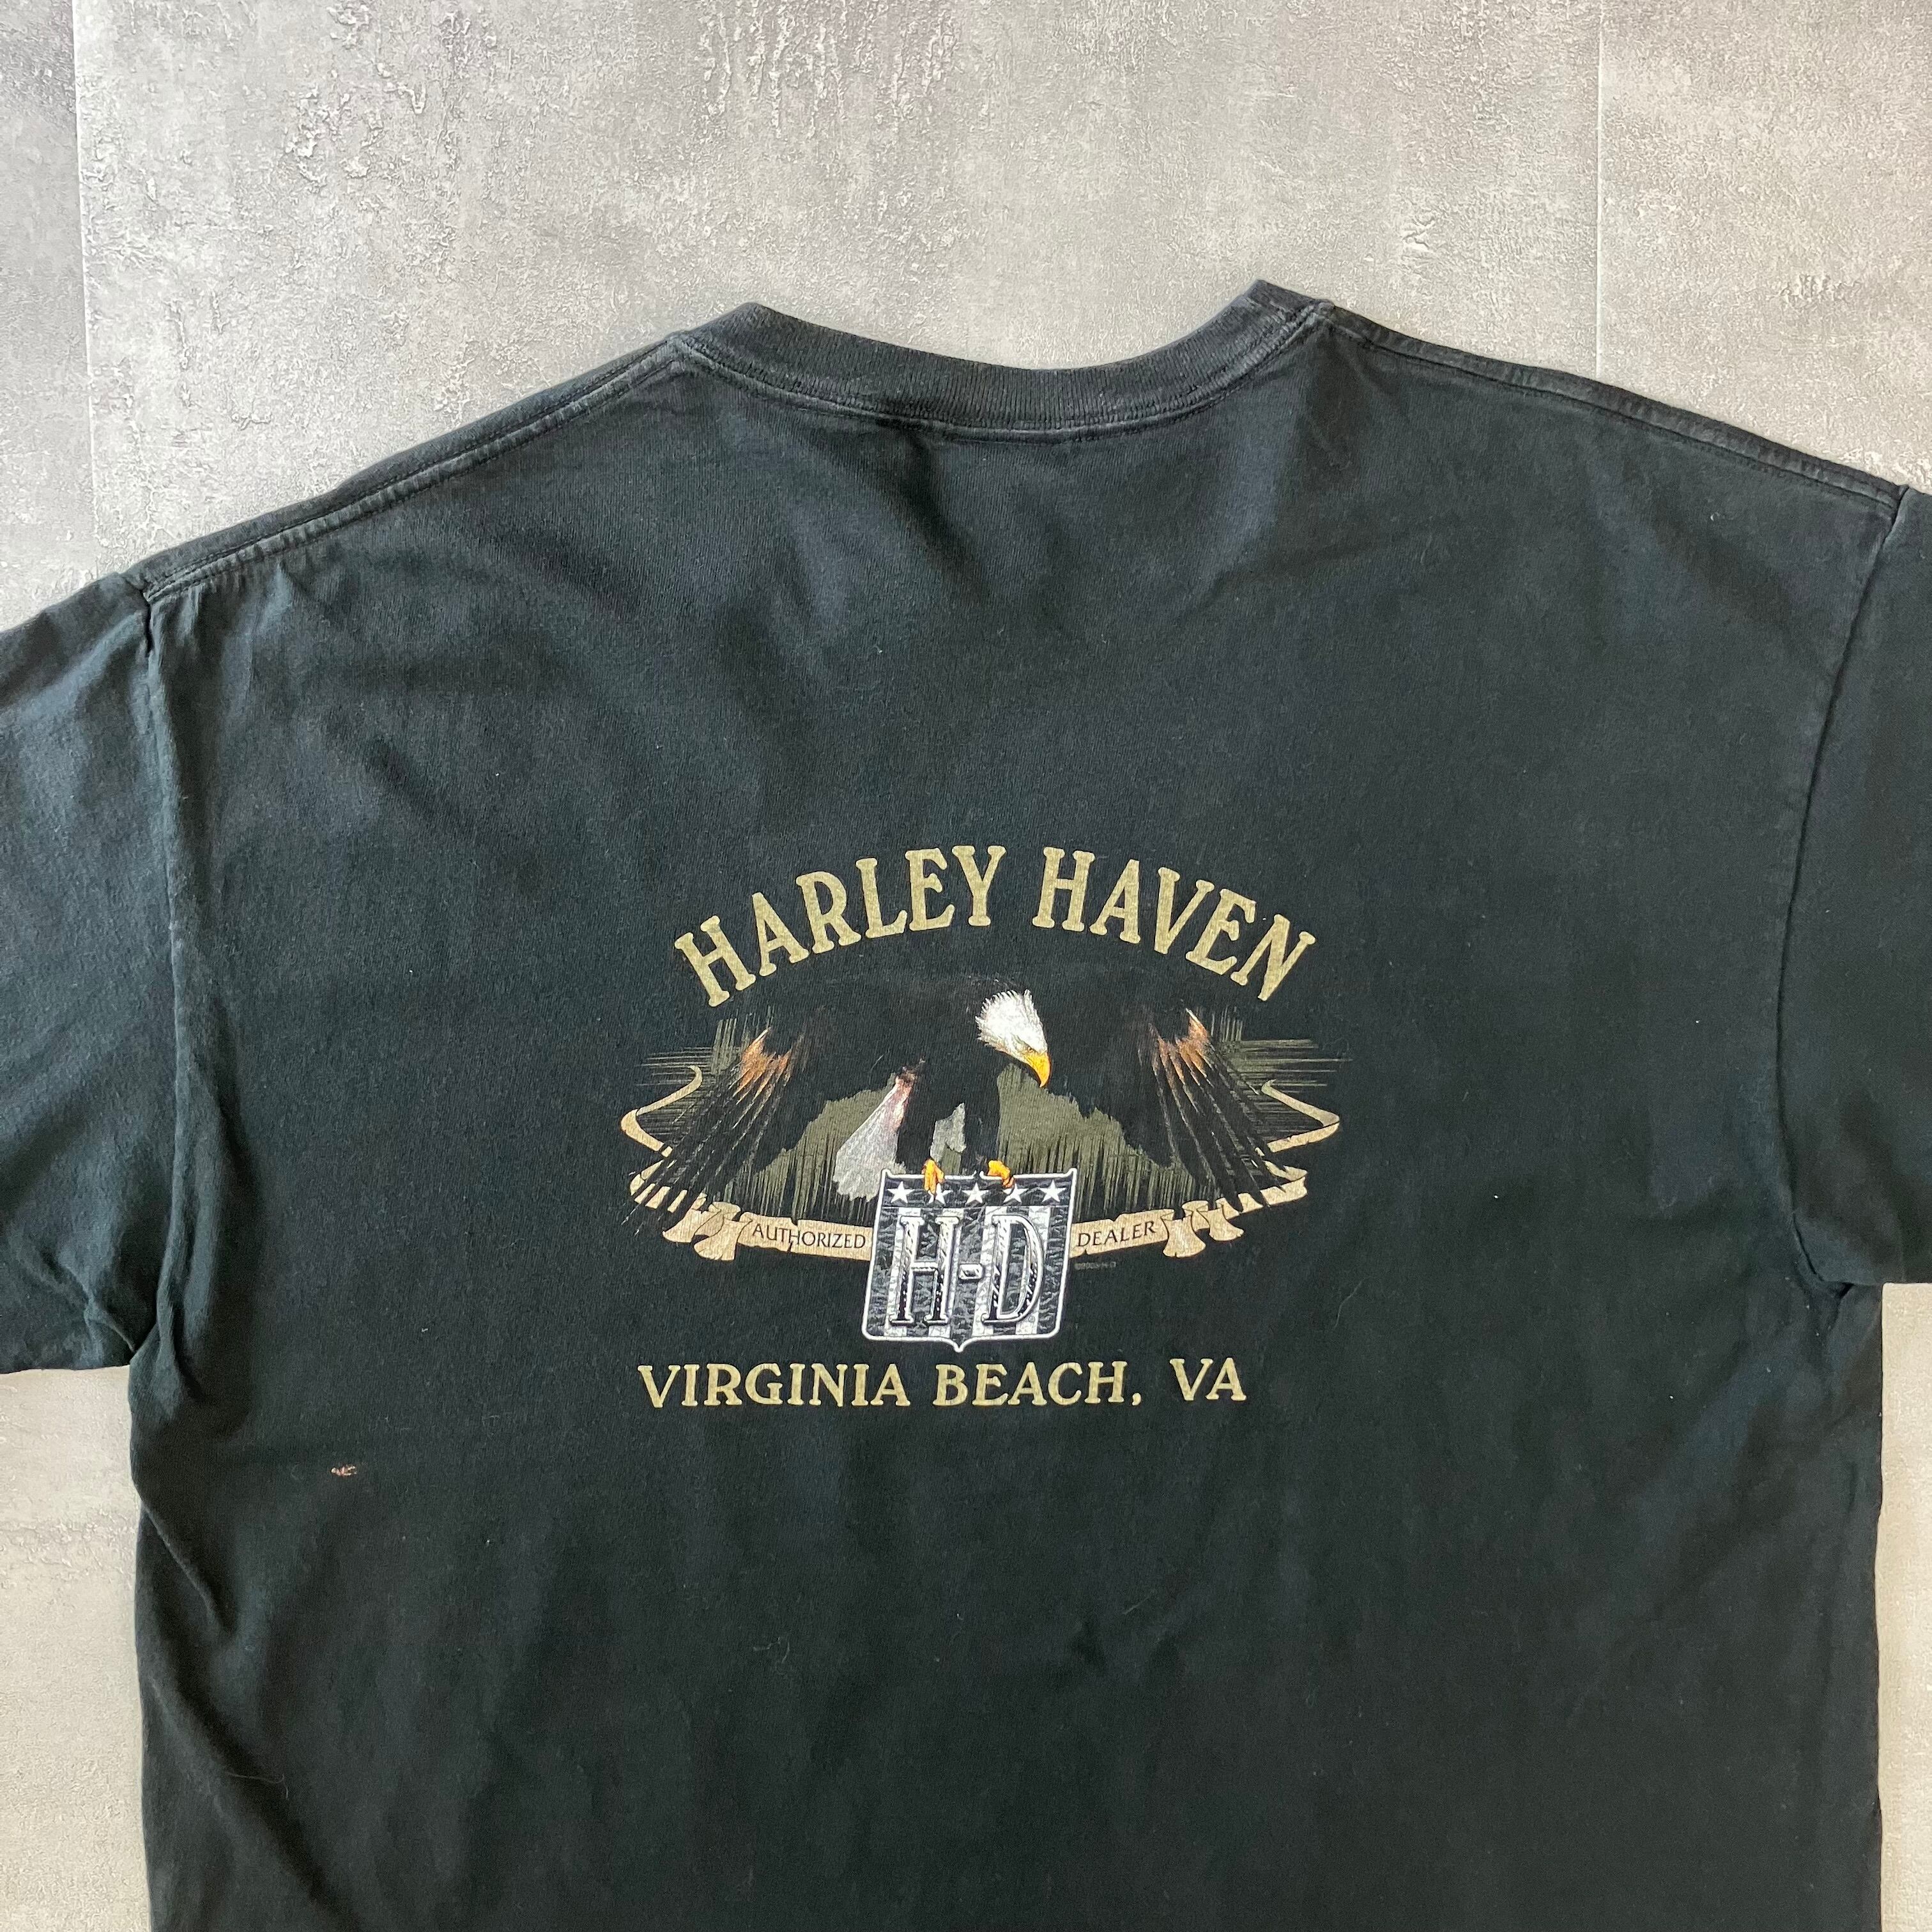 HARLEY HAVEN
AUTHORIZED DEALER
H-D
VIRGINIA BEACH, VA